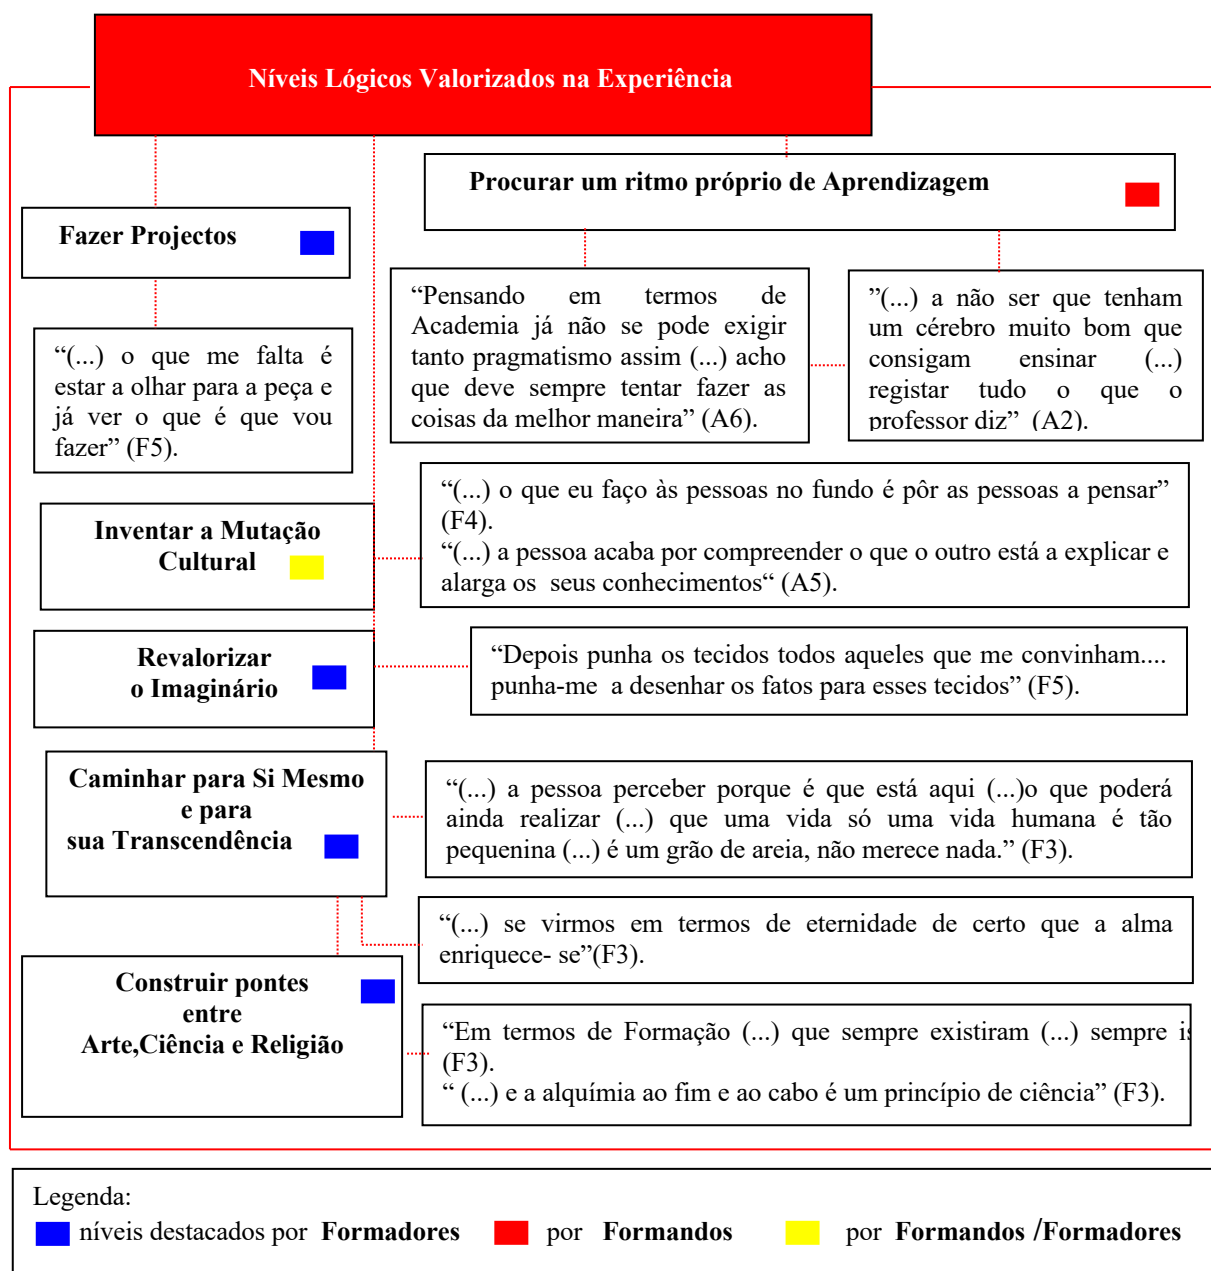 Níveis Lógicos Valorizados na Experiência
Procurar um ritmo próprio de Aprendizagem
Fazer Projectos
“Pensando em termos de
Academia já não se pode exigir
tanto pragmatismo assim (...) acho
que deve sempre tentar fazer as
coisas da melhor maneira” (A6).
”(...) a não ser que tenham
um cérebro muito bom que
consigam ensinar (...)
registar tudo o que o
professor diz” (A2).
“(...) o que me falta é
estar a olhar para a peça e
já ver o que é que vou
fazer” (F5).
Inventar a Mutação
Cultural
“(...) o que eu faço às pessoas no fundo é pôr as pessoas a pensar”
(F4).
“(...) a pessoa acaba por compreender o que o outro está a explicar e
alarga os seus conhecimentos“ (A5).
Revalorizar
o Imaginário
“Depois punha os tecidos todos aqueles que me convinham....
punha-me a desenhar os fatos para esses tecidos” (F5).
Caminhar para Si Mesmo
e para
sua Transcendência
“(...) a pessoa perceber porque é que está aqui (...)o que poderá
ainda realizar (...) que uma vida só uma vida humana é tão
pequenina (...) é um grão de areia, não merece nada.” (F3).
“(...) se virmos em termos de eternidade de certo que a alma
enriquece- se”(F3).
Construir pontes
entre
Arte,Ciência e Religião
“Em termos de Formação (...) que sempre existiram (...) sempre
(F3).
“ (...) e a alquímia ao fim e ao cabo é um princípio de ciência” (F3).
Legenda:
níveis destacados por Formadores por Formandos por Formandos /Formadores